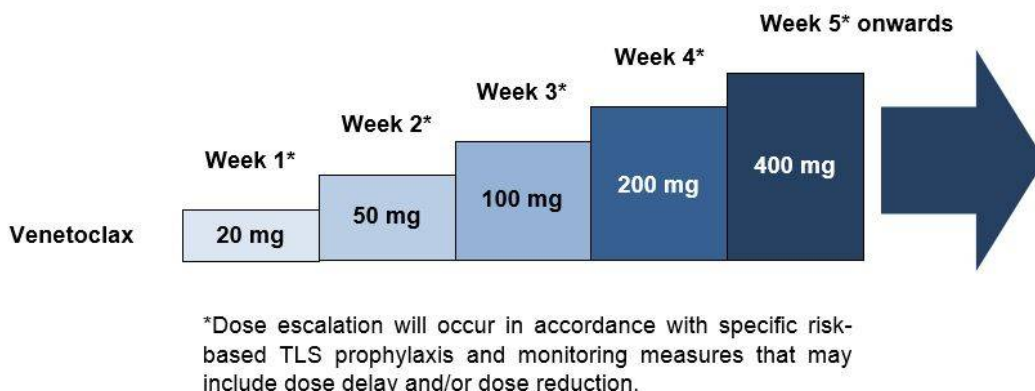 Week 5* onwards
Week 4*
Week 3*
Week 2*
Week 1*
400 mg
200 mg
100 mg
50 mg
20 mg
Venetoclax
*Dose escalation will occur in accordance with specific risk-
based TLS prophylaxis and monitoring measures that may
include dose delay and/or dose reduction.